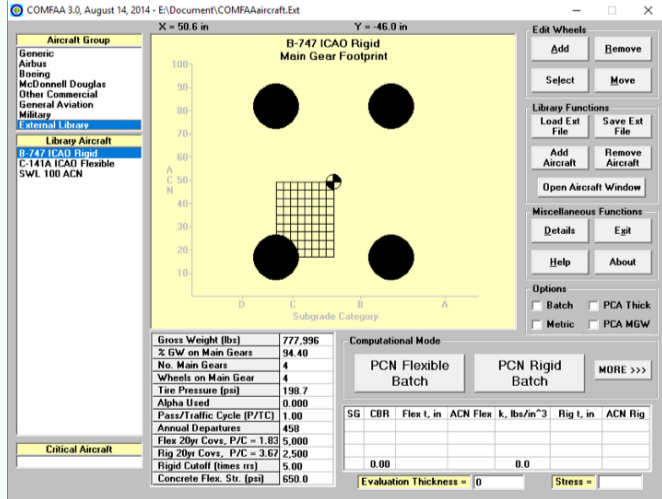 COMFAA 3.0, August 14, 2014 - E:\Document\COMFAAaircraft.Ext
X = 50.6 in
Y = -46.0 in
Aircraft Group
Generic
Airbus
Boeing
McDonnell Douglas
Other Commercial
General Aviation
Military
External Library
Library Aircraft
B-747 ICAO Rigid
C-141A ICAO Flexible
SWL 100 ACN
Critical Aircraft
B-747 ICAO Rigid
Main Gear Footprint
100
90
80
70
60
A
C 50
N
40
30
20
10
D C B A
Subgrade Category
Gross Weight (lbs) 777,996
% GW on Main Gears 94.40
No. Main Gears 4
Wheels on Main Gear 4
Tire Pressure (psi) 198.7
Alpha Used 0.000
Pass/Traffic Cycle (P/TC) 1.00
Annual Departures 458
Flex 20yr Covs, P/C = 1.83 5,000
Rig 20yr Covs, P/C = 3.67 2,500
Rigid Cutoff (times rrs) 5.00
Concrete Flex. Str. (psi) 650.0
Edit Wheels
Add Remove
Select Move
Library Functions
Load Ext File Save Ext File
Add Aircraft Remove Aircraft
Open Aircraft Window
Miscellaneous Functions
Details Exit
Help About
Options
Batch PCA Thick
Metric PCA MGW
Computational Mode
PCN Flexible Batch PCN Rigid Batch MORE >>>
SG CBR Flex t, in ACN Flex k, lbs/in^3 Rig t, in ACN Rig
0.00 0.0
Evaluation Thickness = 0 Stress =